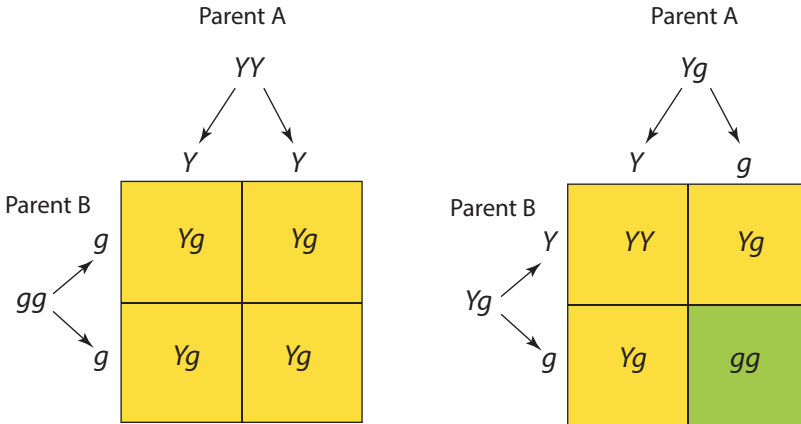 Parent A
YY
Y Y
Parent B
g Yg Yg
gg
g Yg Yg
Parent A
Yg
Y g
Parent B
Y YY Yg
Yg
g Yg gg